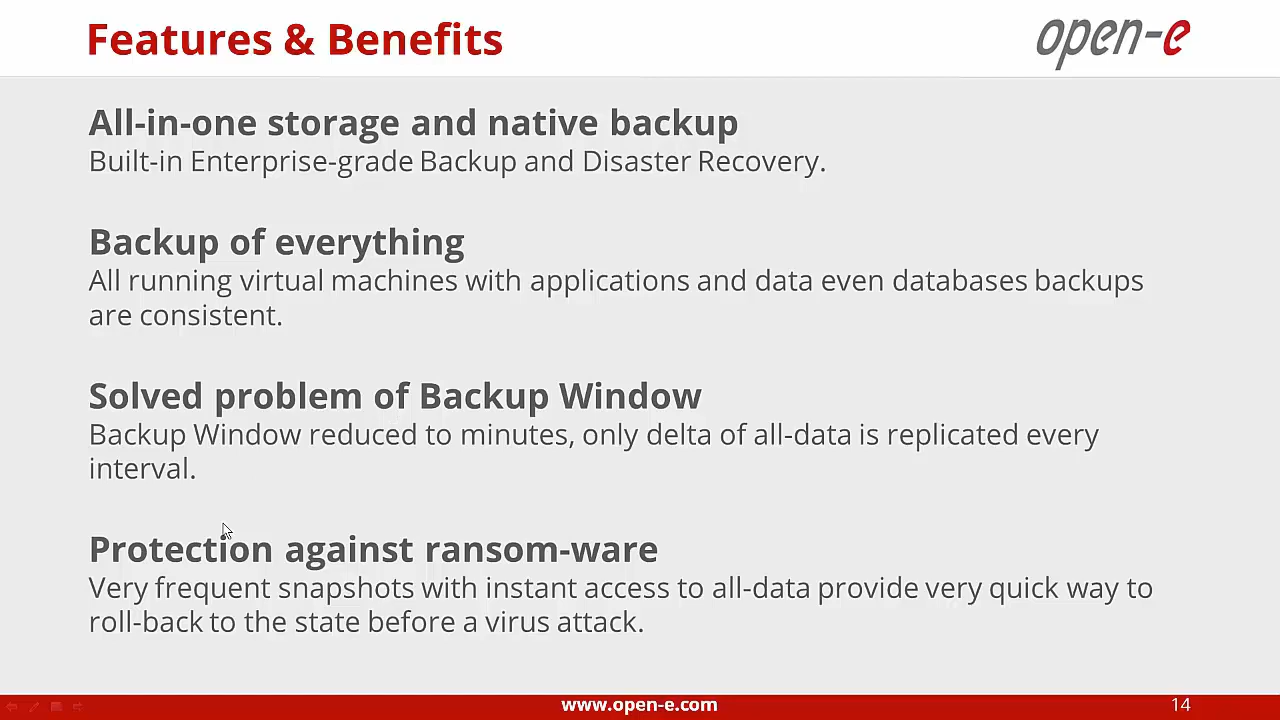 Features & Benefits
open-e
All-in-one storage and native backup
Built-in Enterprise-grade Backup and Disaster Recovery.
Backup of everything
All running virtual machines with applications and data even databases backups
are consistent.
Solved problem of Backup Window
Backup Window reduced to minutes, only delta of all-data is replicated every
interval.
Protection against ransom-ware
Very frequent snapshots with instant access to all-data provide very quick way to
roll-back to the state before a virus attack.
www.open-e.com
14